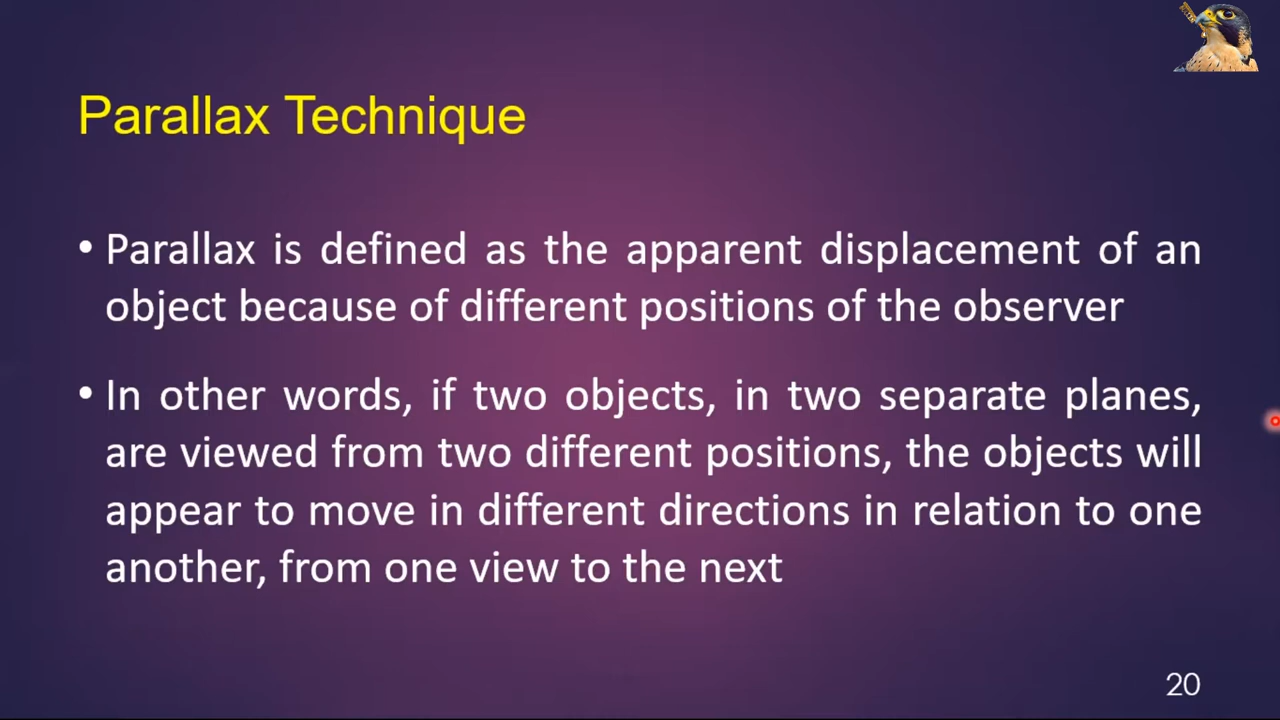 Parallax Technique
• Parallax is defined as the apparent displacement of an
object because of different positions of the observer
• In other words, if two objects, in two separate planes,
are viewed from two different positions, the objects will
appear to move in different directions in relation to one
another, from one view to the next
20